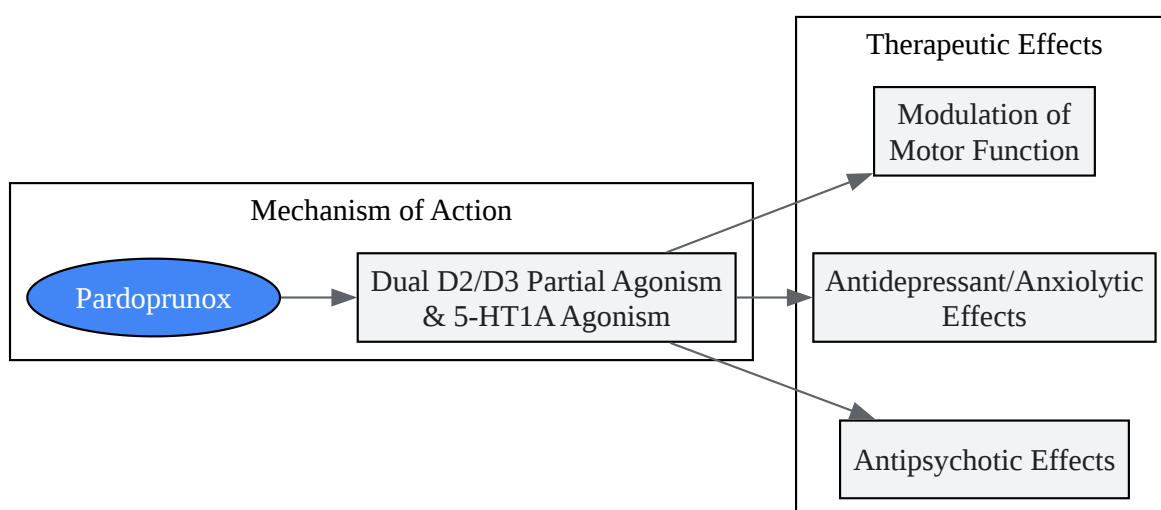 Therapeutic Effects
Modulation of
Motor Function
Mechanism of Action
Pardoprunox
Dual D2/D3 Partial Agonism
& 5-HT1A Agonism
Antidepressant/Anxiolytic
Effects
Antipsychotic Effects